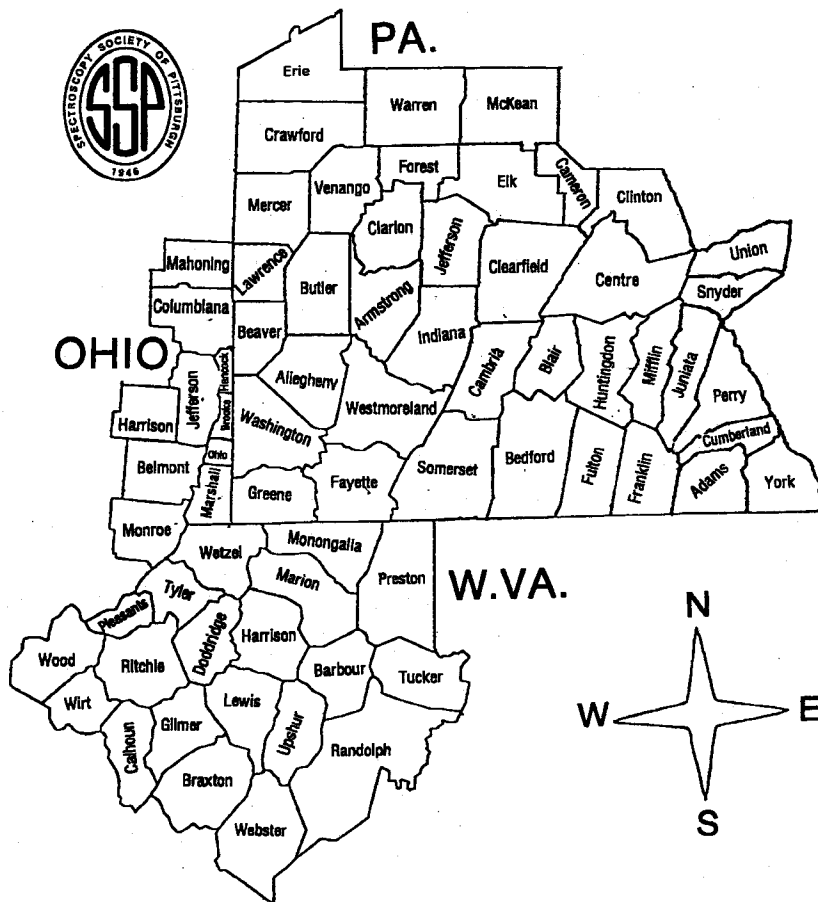 PA.
SPECTROSCOPY SOCIETY OF PITTSBURGH
SSP
1946
Erie
Warren
McKean
Crawford
Forest
Elk
Cameron
Venango
Mercer
Clinton
Clarion
Jefferson
Union
Mahoning
Lawrence
Clearfield
Centre
Butler
Snyder
Columbiana
Armstrong
Beaver
Indiana
OHIO
Hancock
Allegheny
Cambria
Blair
Huntingdon
Mifflin
Juniata
Jefferson
Perry
Brooke
Westmoreland
Harrison
Washington
Cumberland
Ohio
Belmont
Marshall
Somerset
Bedford
Fulton
Franklin
Adams
York
Greene
Fayette
Monroe
Wetzel
Monongalia
Marion
Preston
W.VA.
Tyler
Pleasants
Doddridge
Harrison
N
Wood
Ritchie
Barbour
Tucker
Wirt
Lewis
W
E
Gilmer
Upshur
Calhoun
Randolph
Braxton
Webster
S